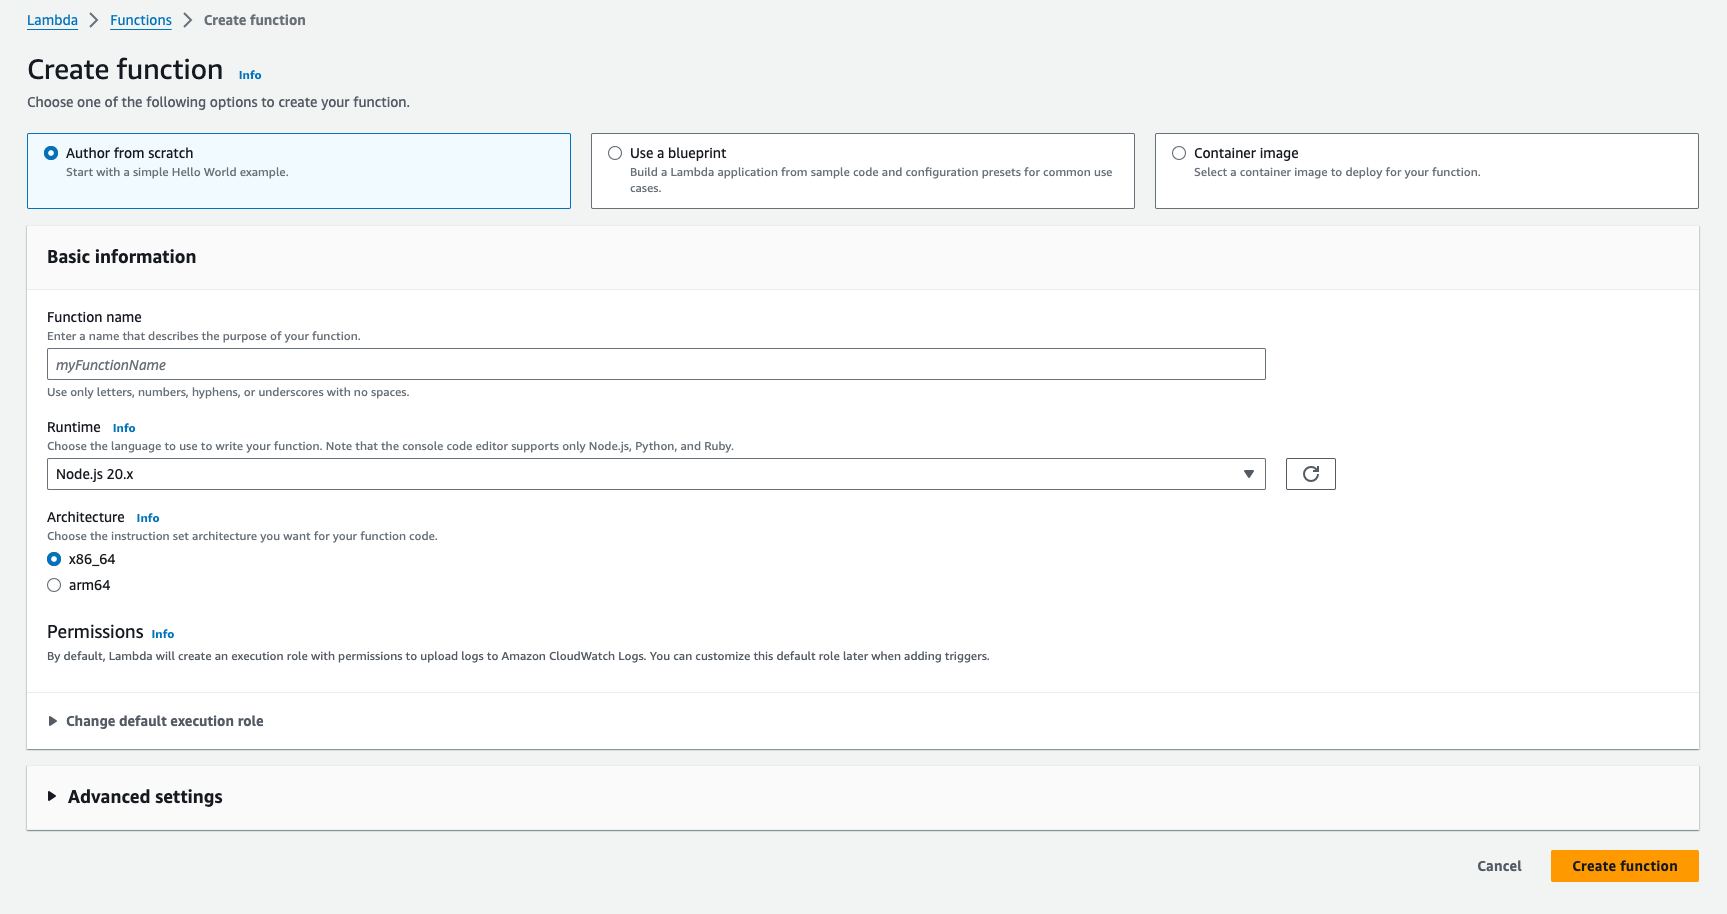 Lambda > Functions > Create function
Create function Info
Choose one of the following options to create your function.
Author from scratch
Start with a simple Hello World example.
Use a blueprint
Build a Lambda application from sample code and configuration presets for common use
cases.
Container image
Select a container image to deploy for your function.
Basic information
Function name
Enter a name that describes the purpose of your function.
myFunctionName
Use only letters, numbers, hyphens, or underscores with no spaces.
Runtime Info
Choose the language to use to write your function. Note that the console code editor supports only Node.js, Python, and Ruby.
Node.js 20.x
Architecture Info
Choose the instruction set architecture you want for your function code.
x86_64
arm64
Permissions Info
By default, Lambda will create an execution role with permissions to upload logs to Amazon CloudWatch Logs. You can customize this default role later when adding triggers.
Change default execution role
Advanced settings
Cancel Create function